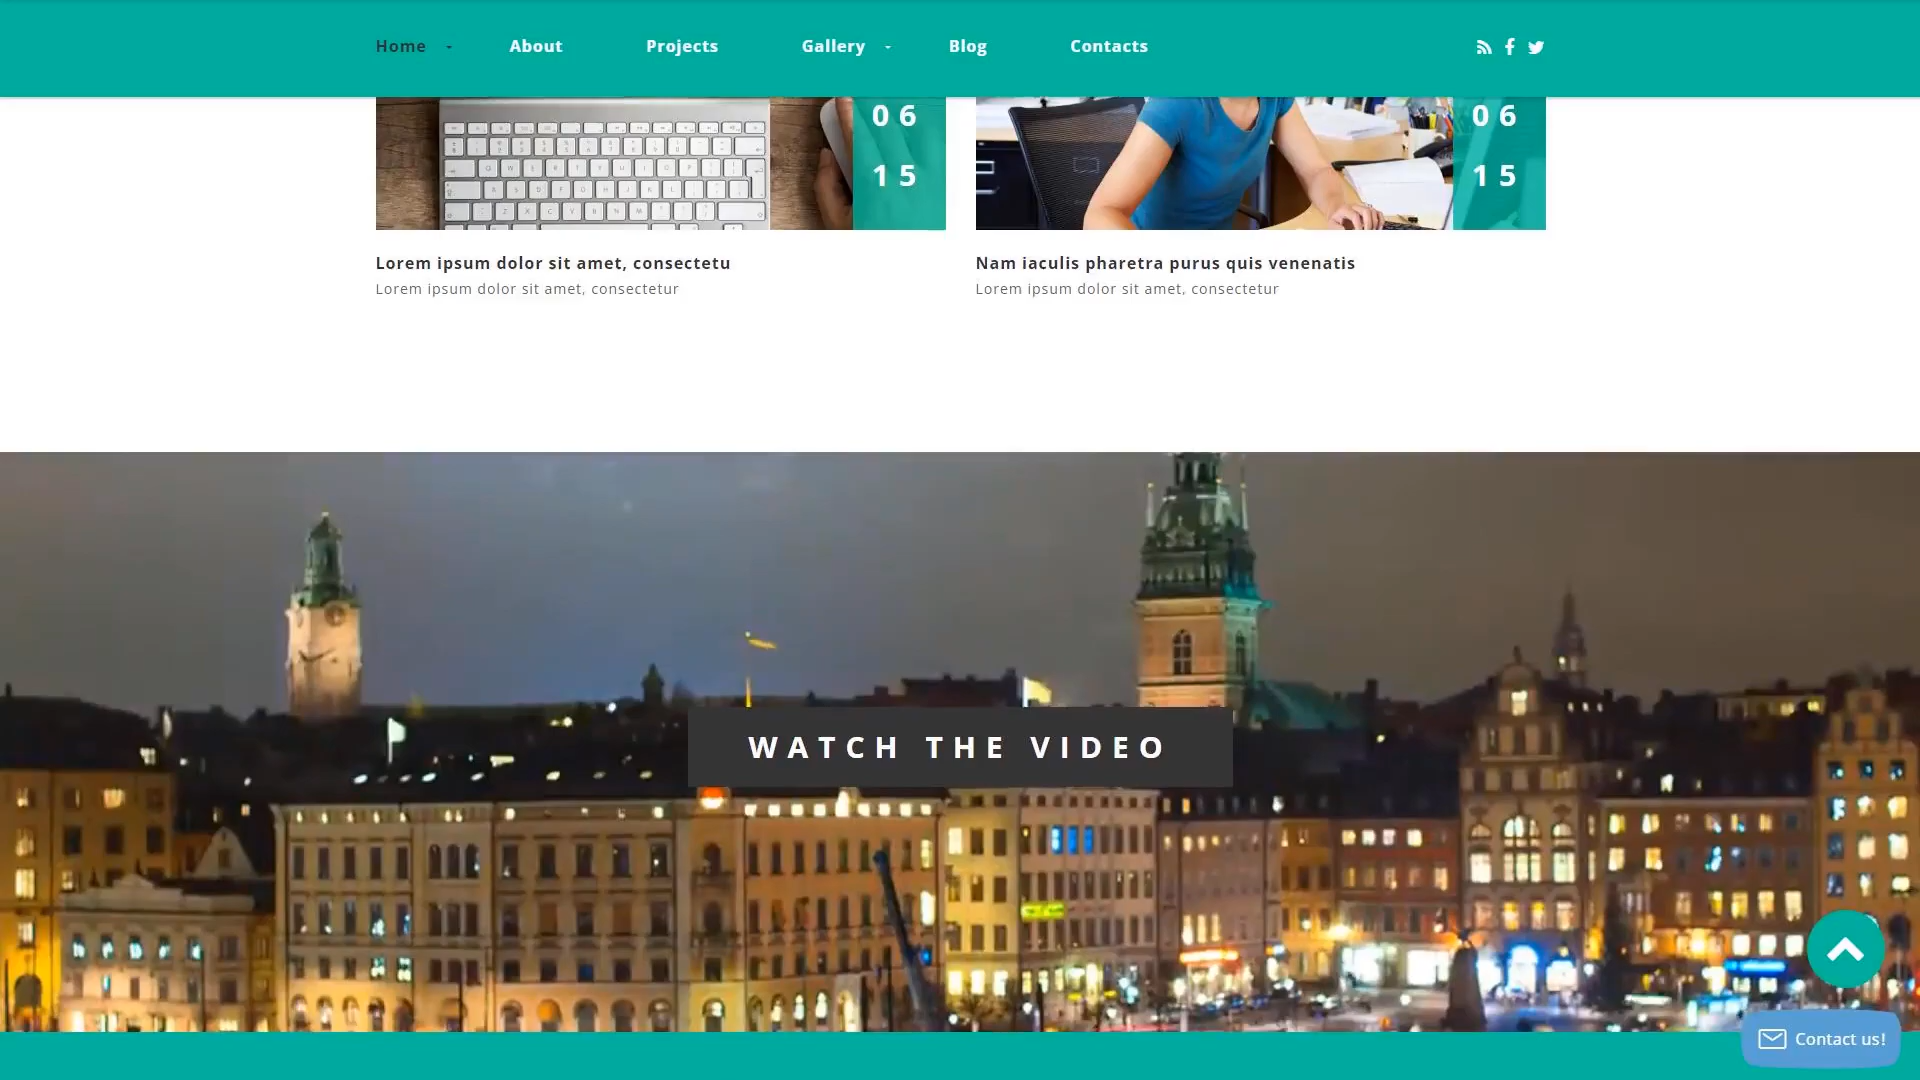 Home About Projects Gallery Blog Contacts
06
15
06
15
Lorem ipsum dolor sit amet, consectetu
Lorem ipsum dolor sit amet, consectetur
Nam iaculis pharetra purus quis venenatis
Lorem ipsum dolor sit amet, consectetur
WATCH THE VIDEO
Contact us!